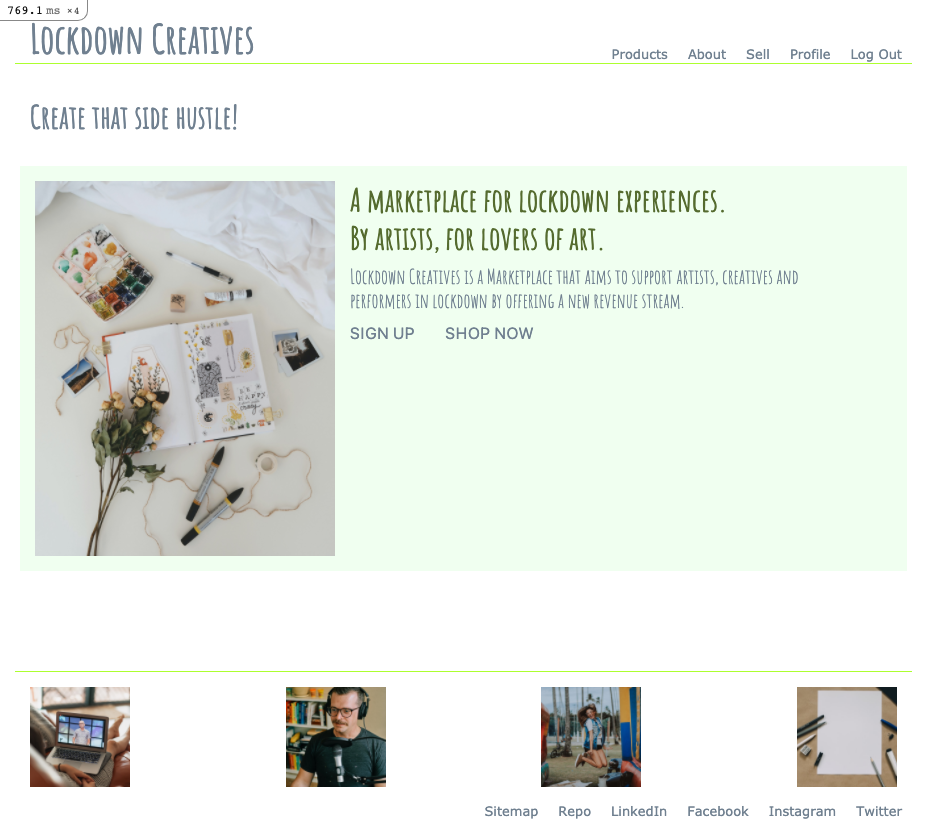 769.1 ms ×4
Lockdown Creatives
Products About Sell Profile Log Out
Create that side hustle!
A marketplace for lockdown experiences.
By artists, for lovers of art.
Lockdown Creatives is a Marketplace that aims to support artists, creatives and
performers in lockdown by offering a new revenue stream.
SIGN UP SHOP NOW
BE
HAPPY
Sitemap Repo LinkedIn Facebook Instagram Twitter